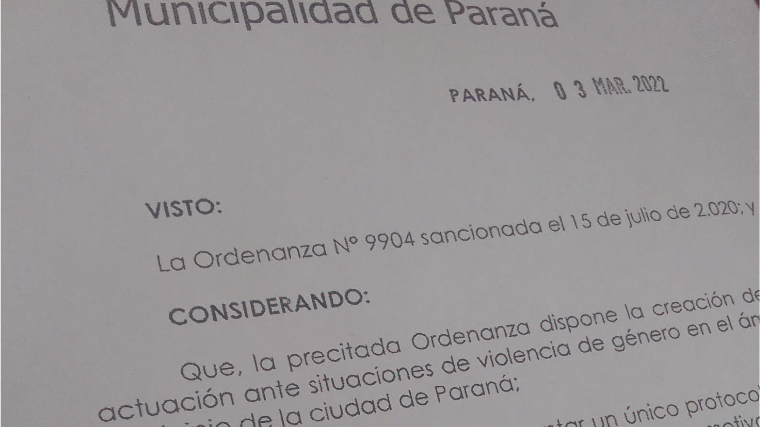 Municipalidad de Paraná
PARANÁ, 03 MAR. 2022
VISTO:
La Ordenanza Nº 9904 sancionada el 15 de julio de 2.020; y
CONSIDERANDO:
Que, la precitada Ordenanza dispone la creación de
actuación ante situaciones de violencia de género en el
de la ciudad de Paraná;
un único